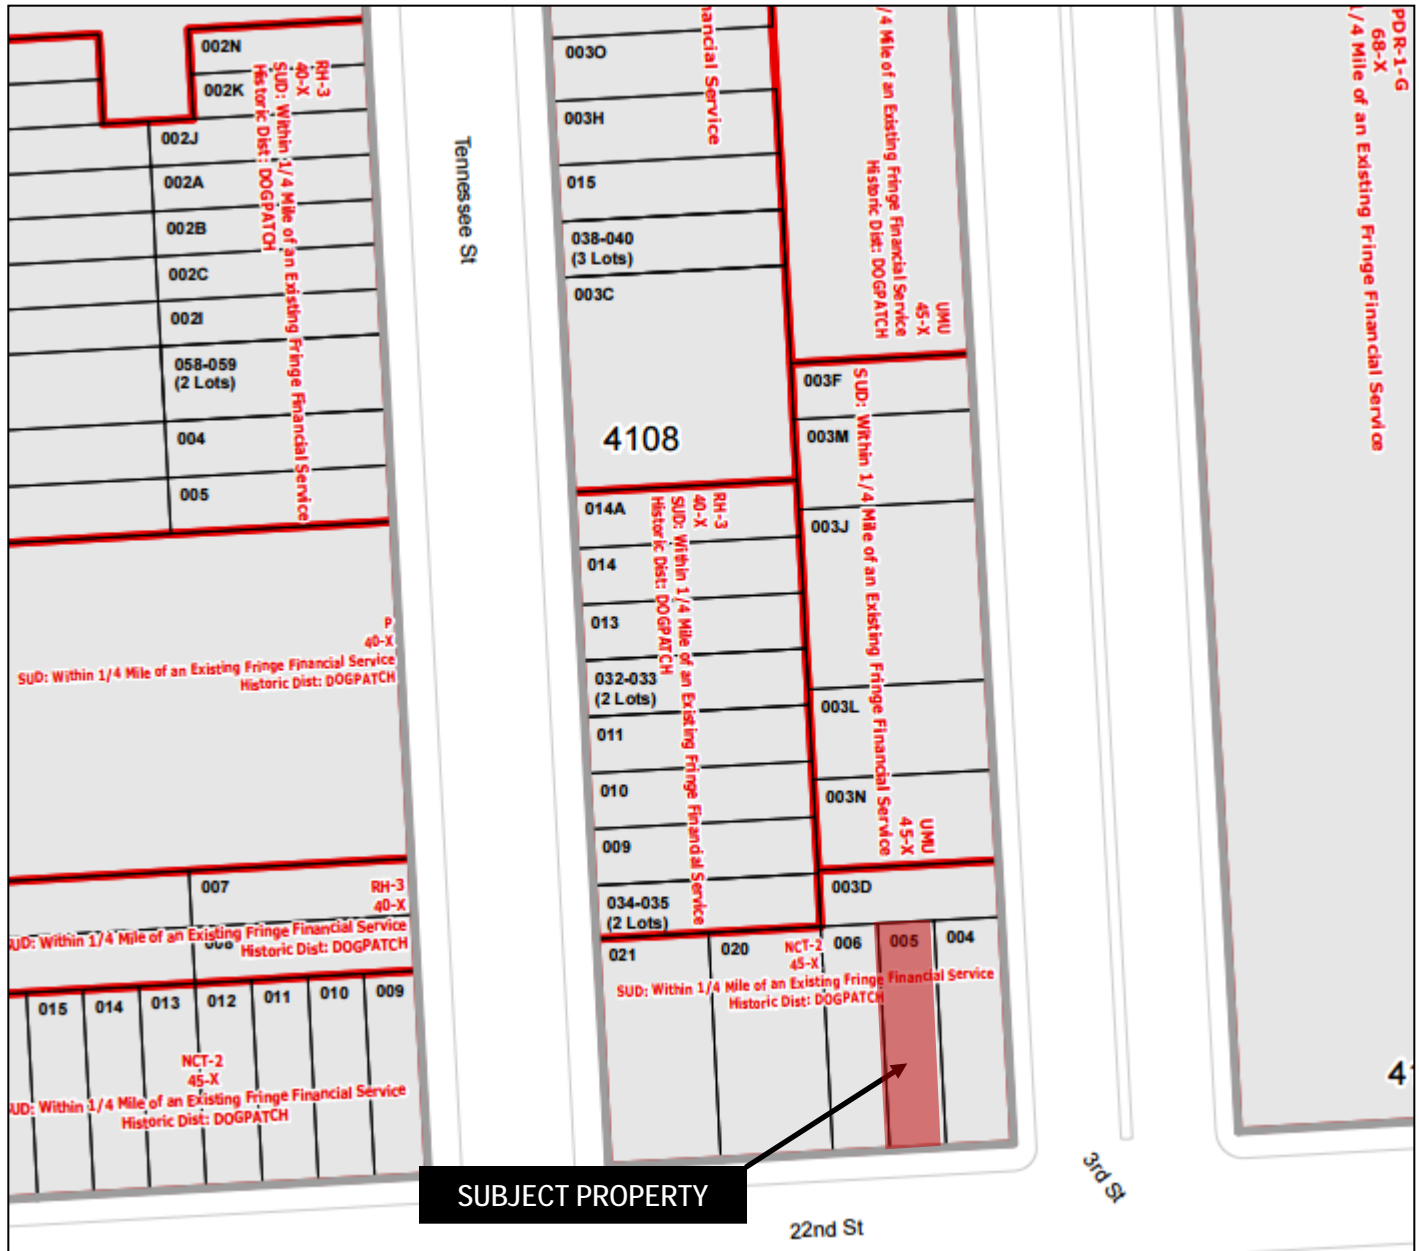 002N
002K
002J
002A
002B
002C
002I
058-059
(2 Lots)
004
005
RH-3
40-X
SUD: Within 1/4 Mile of an Existing Fringe Financial Service
Historic Dist: DOGPATCH
P
40-X
SUD: Within 1/4 Mile of an Existing Fringe Financial Service
Historic Dist: DOGPATCH
007
RH-3
40-X
008
UD: Within 1/4 Mile of an Existing Fringe Financial Service
Historic Dist: DOGPATCH
015
014
013
012
011
010
009
NCT-2
45-X
UD: Within 1/4 Mile of an Existing Fringe Financial Service
Historic Dist: DOGPATCH
Tennessee St
003O
003H
015
038-040
(3 Lots)
003C
4108
nancial Service
/4 Mile of an Existing Fringe Financial Service
Historic Dist: DOGPATCH
UMU
45-X
014A
014
013
032-033
(2 Lots)
011
010
009
034-035
(2 Lots)
RH-3
40-X
SUD: Within 1/4 Mile of an Existing Fringe Financial Service
Historic Dist: DOGPATCH
003F
003M
003J
003L
003N
UMU
45-X
SUD: Within 1/4 Mile of an Existing Fringe Financial Service
003D
021
020
006
005
004
NCT-2
45-X
SUD: Within 1/4 Mile of an Existing Fringe Financial Service
Historic Dist: DOGPATCH
PDR-1-G
68-X
1/4 Mile of an Existing Fringe Financial Service
41
SUBJECT PROPERTY
3rd St
22nd St